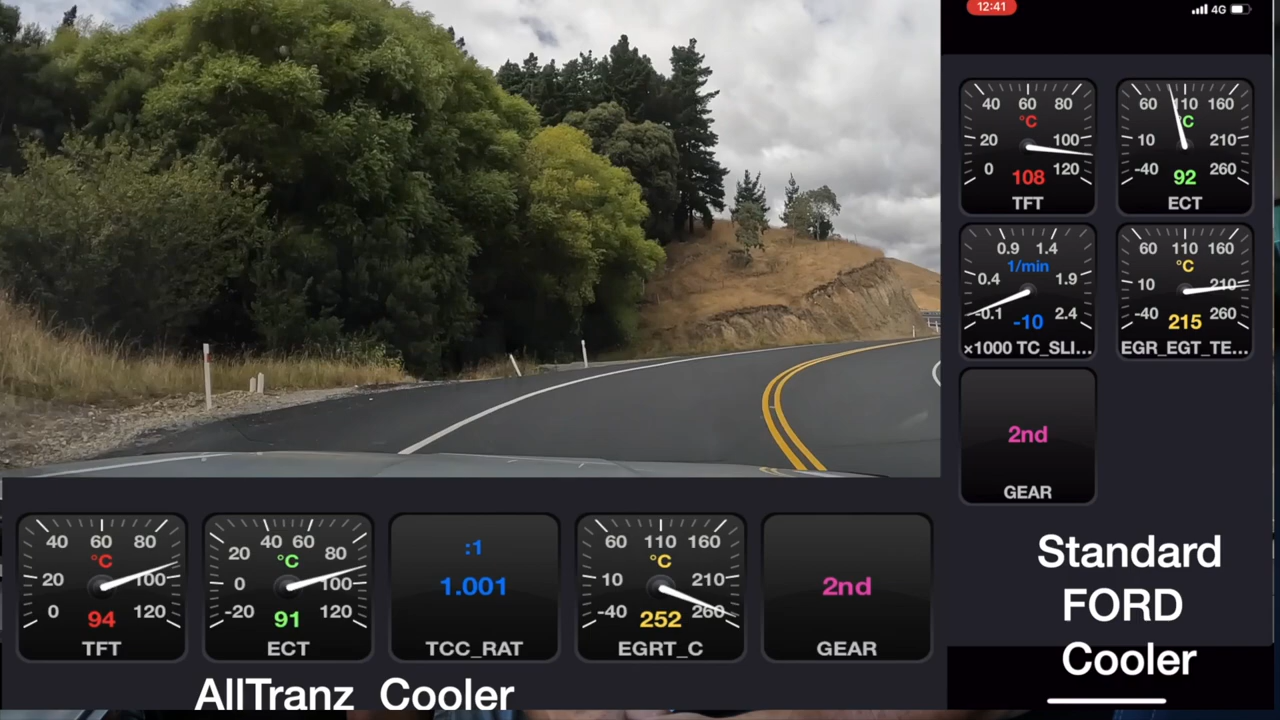 12:41
4G
40 60 80
°C
20 100
0 108 120
TFT
60 110 160
°C
10 210
-40 92 260
ECT
0.9 1.4
1/min
0.4 1.9
-0.1 -10 2.4
×1000 TC_SLI...
60 110 160
°C
10 210
-40 215 260
EGR_EGT_TE...
2nd
GEAR
Standard
FORD
Cooler
40 60 80
°C
20 100
0 94 120
TFT
20 40 60 80
°C
0 100
-20 91 120
ECT
:1
1.001
TCC_RAT
60 110 160
°C
10 210
-40 252 260
EGRT_C
2nd
GEAR
AllTranz Cooler